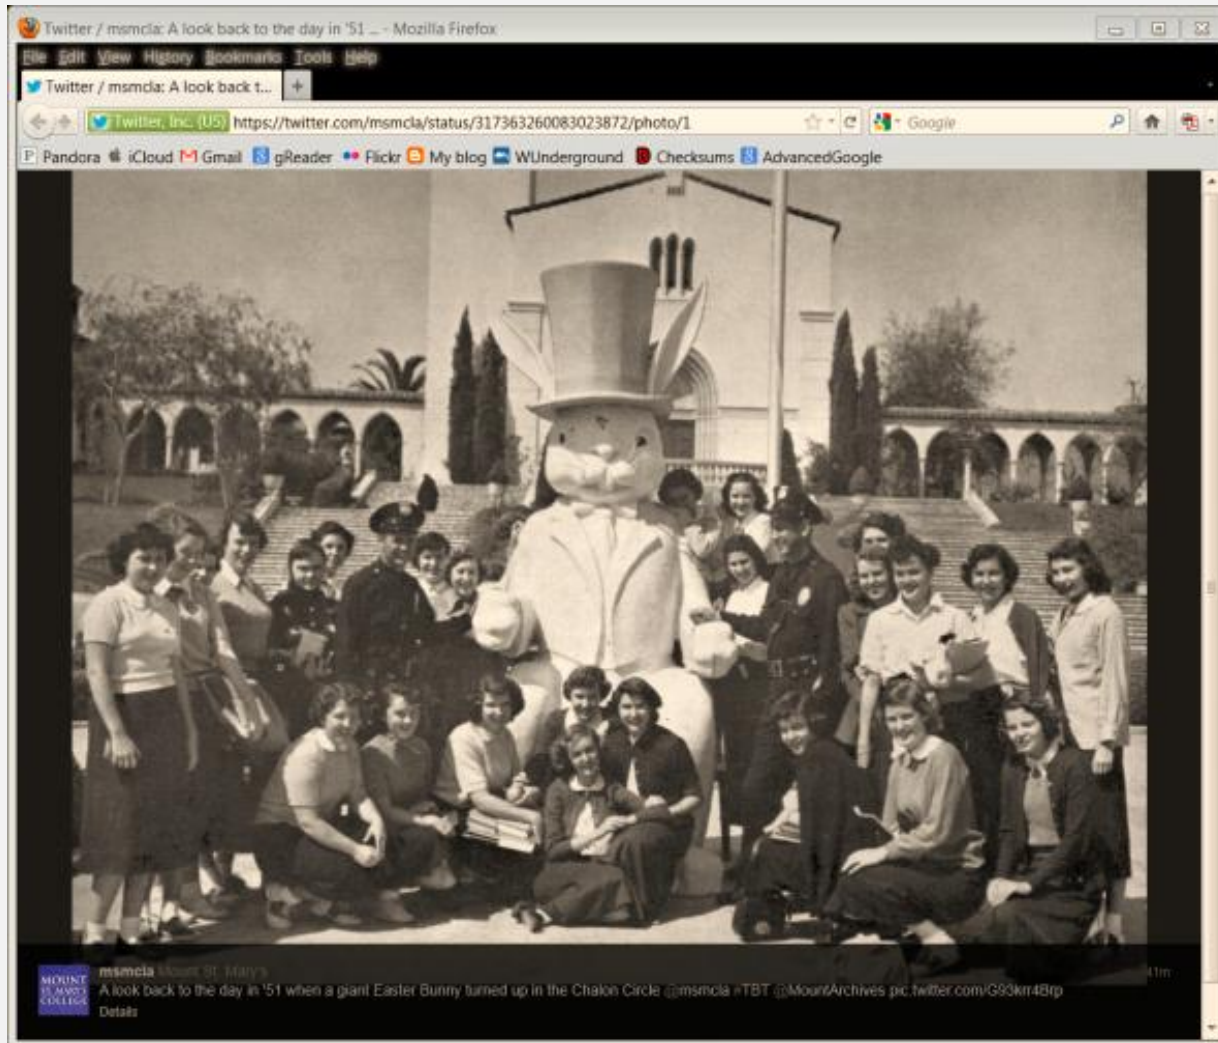 Twitter / msmcla: A look back to the day in '51 ... - Mozilla Firefox
File Edit View History Bookmarks Tools Help
Twitter / msmcla: A look back t... +
Twitter, Inc. (US) https://twitter.com/msmcla/status/317363260083023872/photo/1 Google
Pandora iCloud Gmail gReader Flickr My blog WUnderground Checksums AdvancedGoogle
msmcla Mount St. Mary's 41m
MOUNT ST. MARY'S COLLEGE
A look back to the day in '51 when a giant Easter Bunny turned up in the Chalon Circle @msmcla #TBT @MountArchives pic.twitter.com/G93krr4Brp
Details